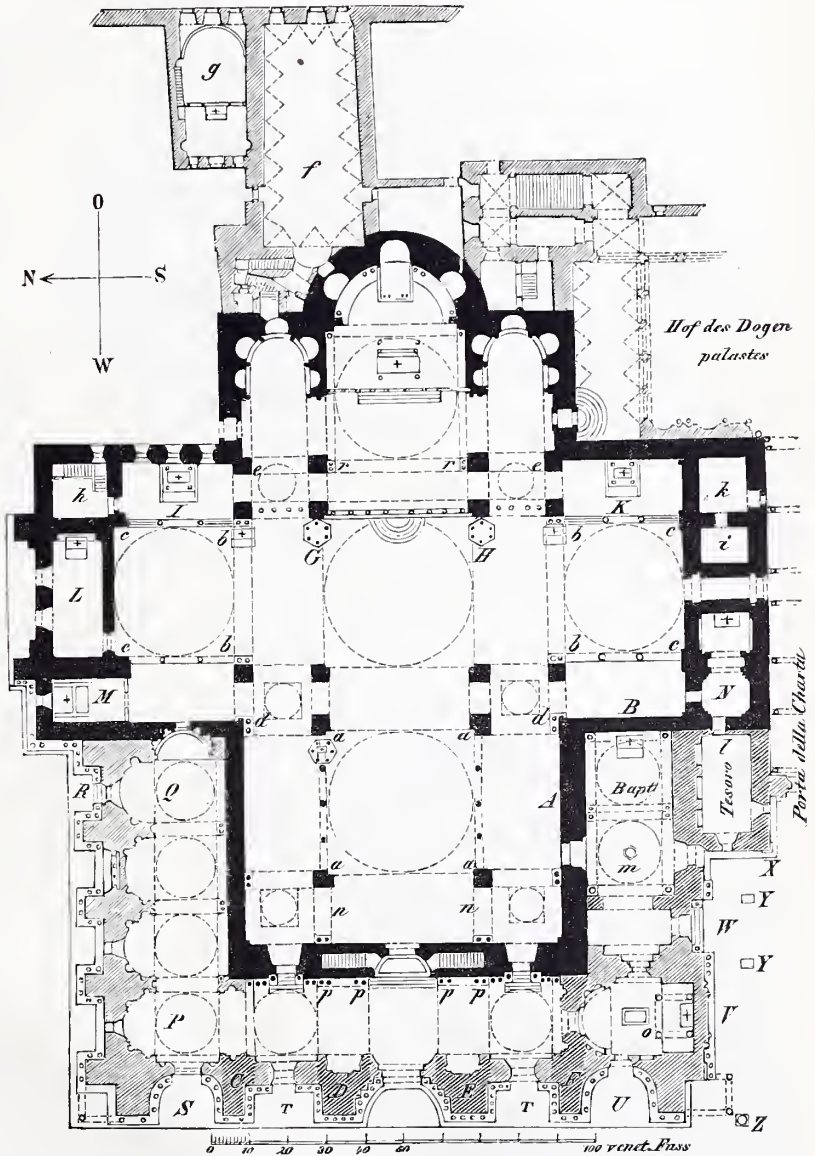 g
f
O
N
S
W
Hof des Dogen
palastes
h
I
e
r
r
e
K
k
c
b
G
H
b
c
i
L
c
b
b
c
M
d
d
B
N
a
a
l
R
Q
A
Bapt
Tesoro
Porta della Charta
m
X
a
a
Y
n
n
W
Y
p
p
p
p
P
V
o
C
D
E
F
S
T
T
U
Z
0 10 20 30 40 50 100 venet. Fuss